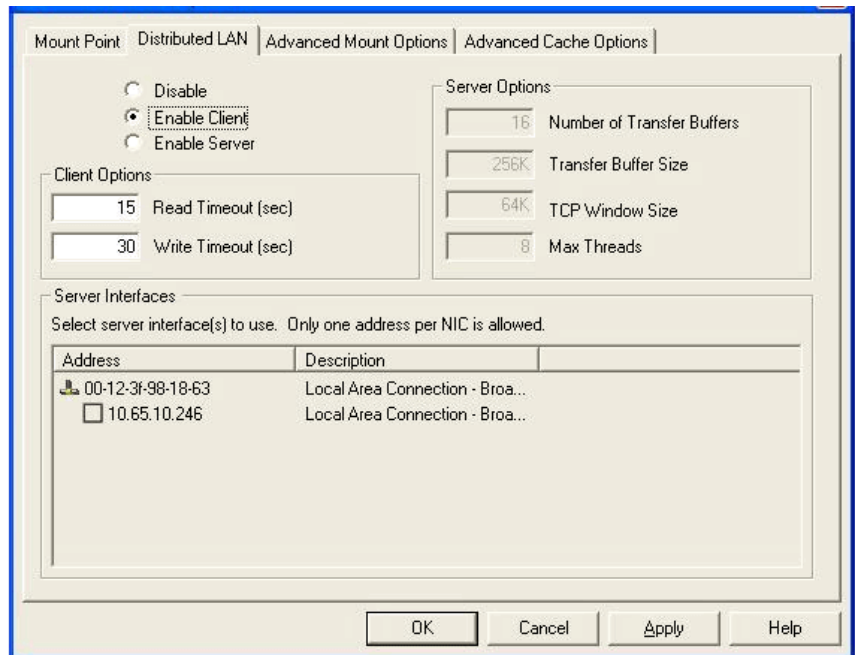 Mount Point Distributed LAN Advanced Mount Options Advanced Cache Options
Disable
Enable Client
Enable Server
Client Options
15 Read Timeout (sec)
30 Write Timeout (sec)
Server Options
16 Number of Transfer Buffers
256K Transfer Buffer Size
64K TCP Window Size
8 Max Threads
Server Interfaces
Select server interface(s) to use. Only one address per NIC is allowed.
Address Description
00-12-3f-98-18-63 Local Area Connection - Broa...
10.65.10.246 Local Area Connection - Broa...
OK Cancel Apply Help